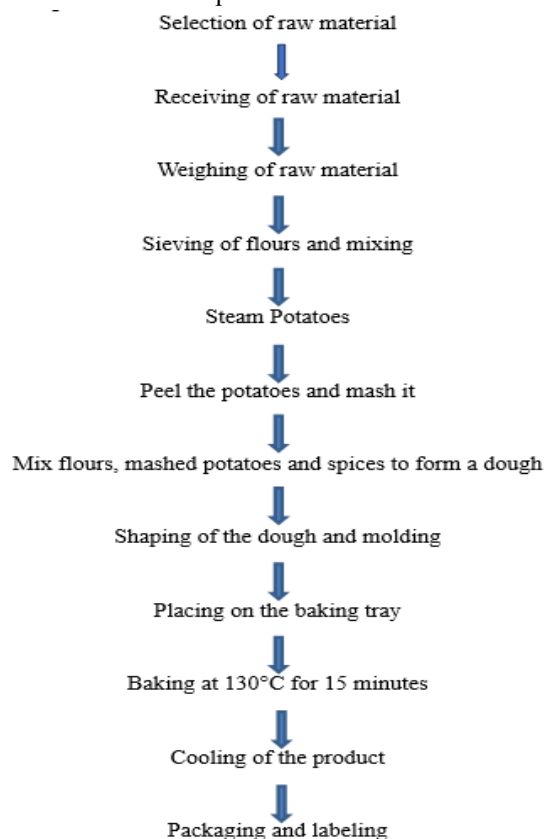 Selection of raw material
Receiving of raw material
Weighing of raw material
Sieving of flours and mixing
Steam Potatoes
Peel the potatoes and mash it
Mix flours, mashed potatoes and spices to form a dough
Shaping of the dough and molding
Placing on the baking tray
Baking at 130°C for 15 minutes
Cooling of the product
Packaging and labeling